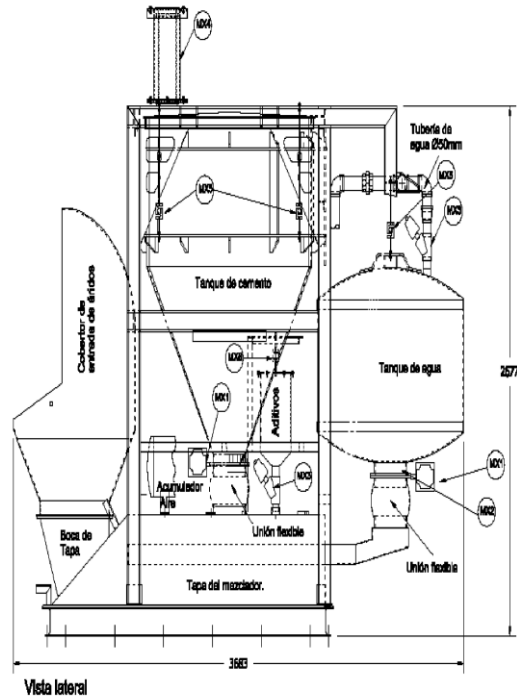 MX4
Tubería de
agua Ø50mm
MX5
MX3
Cobertor de
entrada de áridos
Tanque de cemento
Tanque de agua
2577
Aditivos
MX1
MX1
MX3
MX2
Acumulador
Aire
Unión flexible
Unión flexible
Boca de
Tapa
Tapa del mezclador.
3683
Vista lateral